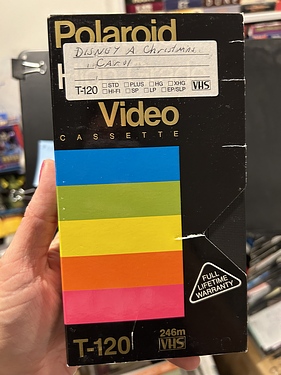 Polaroid
DISNEY A CHRISTMAS
CAROL
T-120 □STD □PLUS □HG □XHG
□HI-FI □SP □LP □EP/SLP VHS
H
Video
CASSETTE
FULL
LIFETIME
WARRANTY
246m
T-120 VHS